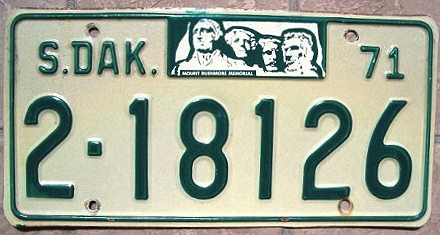 S.DAK. 71
MOUNT RUSHMORE MEMORIAL
2·18126